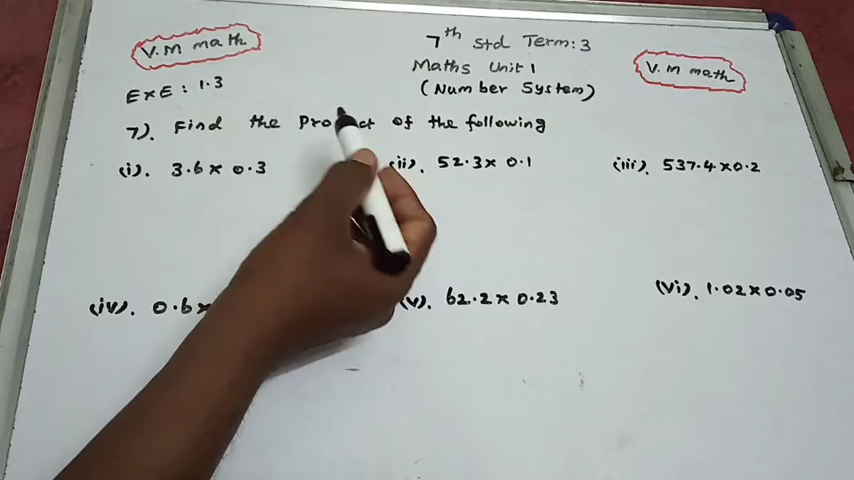 V.M math
7th Std Term: 3
Maths Unit 1
(Number System)
V.M math
ExE: 1.3
7). Find the of the following
(i). 3.6 x 0.3
(ii). 52.3 x 0.1
(iii). 537.4 x 0.2
(iv). 0.6 x
(v). 62.2 x 0.23
(vi). 1.02 x 0.05